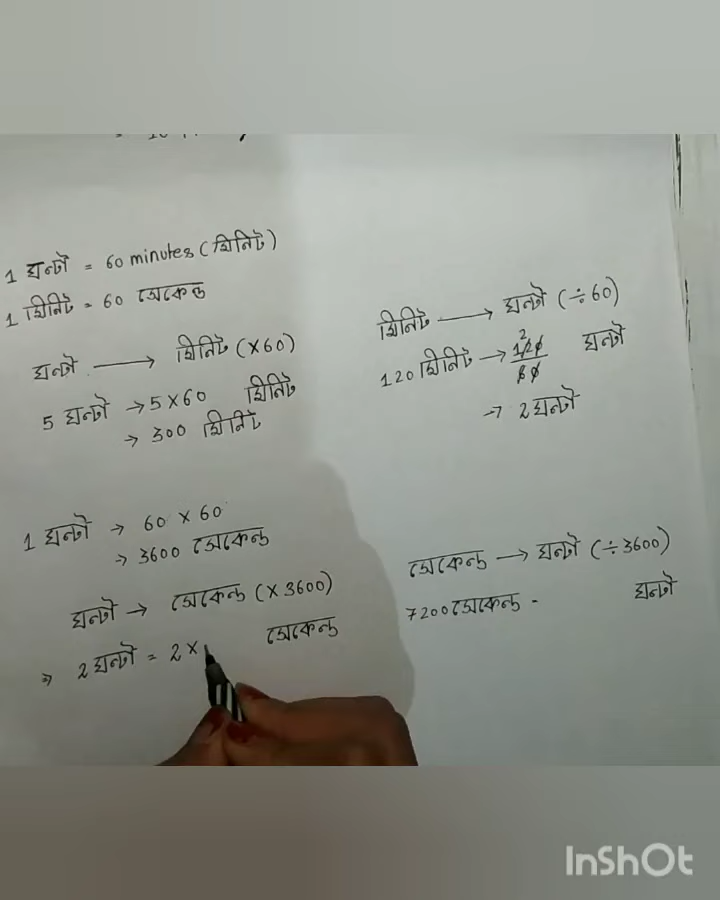 1 ঘন্টা = 60 minutes (মিনিট)
1 মিনিট = 60 সেকেন্ড
ঘন্টা → মিনিট (×60)
5 ঘন্টা → 5 × 60 মিনিট
→ 300 মিনিট
মিনিট → ঘন্টা (÷60)
120 মিনিট → 120/60 2 ঘন্টা
→ 2 ঘন্টা
1 ঘন্টা → 60 × 60
→ 3600 সেকেন্ড
ঘন্টা → সেকেন্ড (× 3600)
⇒ 2 ঘন্টা = 2 × সেকেন্ড
সেকেন্ড → ঘন্টা (÷3600)
7200 সেকেন্ড - ঘন্টা
InShOt